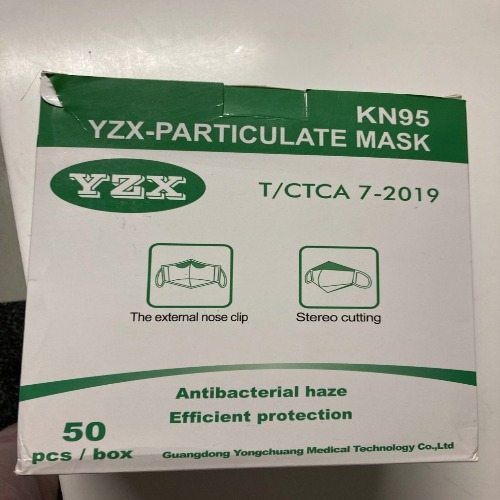 KN95
YZX-PARTICULATE MASK
YZX
T/CTCA 7-2019
The external nose clip
Stereo cutting
Antibacterial haze
Efficient protection
50
pcs / box
Guangdong Yongchuang Medical Technology Co.,Ltd